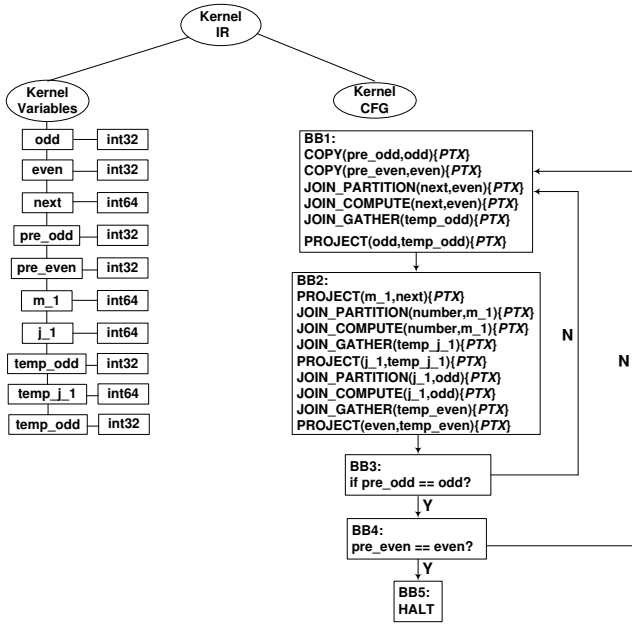 Kernel
IR
Kernel
Variables
odd int32
even int32
next int64
pre_odd int32
pre_even int32
m_1 int64
j_1 int64
temp_odd int32
temp_j_1 int64
temp_odd int32
Kernel
CFG
BB1:
COPY(pre_odd,odd){PTX}
COPY(pre_even,even){PTX}
JOIN_PARTITION(next,even){PTX}
JOIN_COMPUTE(next,even){PTX}
JOIN_GATHER(temp_odd){PTX}
PROJECT(odd,temp_odd){PTX}
BB2:
PROJECT(m_1,next){PTX}
JOIN_PARTITION(number,m_1){PTX}
JOIN_COMPUTE(number,m_1){PTX}
JOIN_GATHER(temp_j_1){PTX}
PROJECT(j_1,temp_j_1){PTX}
JOIN_PARTITION(j_1,odd){PTX}
JOIN_COMPUTE(j_1,odd){PTX}
JOIN_GATHER(temp_even){PTX}
PROJECT(even,temp_even){PTX}
N
N
BB3:
if pre_odd == odd?
Y
BB4:
pre_even == even?
Y
BB5:
HALT